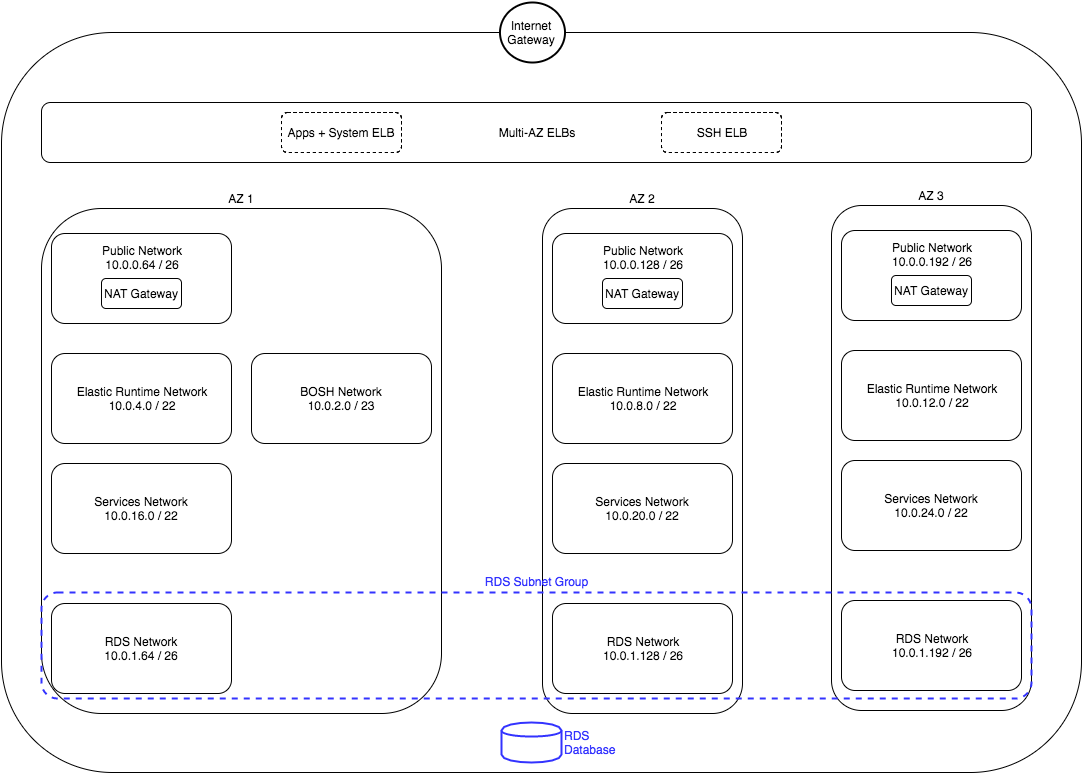 Internet
Gateway
Apps + System ELB
Multi-AZ ELBs
SSH ELB
AZ 1
AZ 2
AZ 3
Public Network
10.0.0.64 / 26
NAT Gateway
Public Network
10.0.0.128 / 26
NAT Gateway
Public Network
10.0.0.192 / 26
NAT Gateway
Elastic Runtime Network
10.0.4.0 / 22
BOSH Network
10.0.2.0 / 23
Elastic Runtime Network
10.0.8.0 / 22
Elastic Runtime Network
10.0.12.0 / 22
Services Network
10.0.16.0 / 22
Services Network
10.0.20.0 / 22
Services Network
10.0.24.0 / 22
RDS Subnet Group
RDS Network
10.0.1.64 / 26
RDS Network
10.0.1.128 / 26
RDS Network
10.0.1.192 / 26
RDS
Database